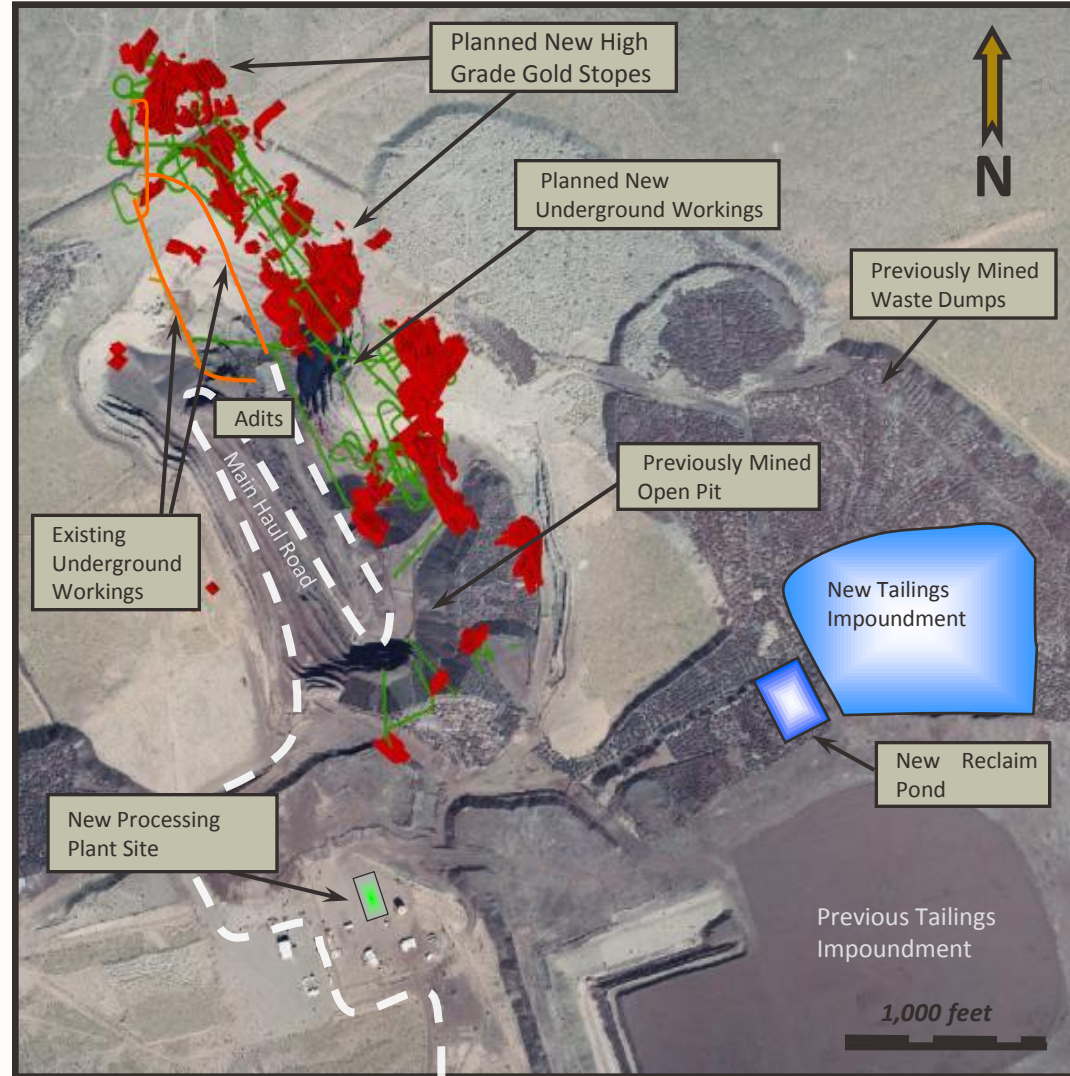 Planned New High
Grade Gold Stopes
N
Planned New
Underground Workings
Previously Mined
Waste Dumps
Adits
Main Haul Road
Previously Mined
Open Pit
Existing
Underground
Workings
New Tailings
Impoundment
New Reclaim
Pond
New Processing
Plant Site
Previous Tailings
Impoundment
1,000 feet